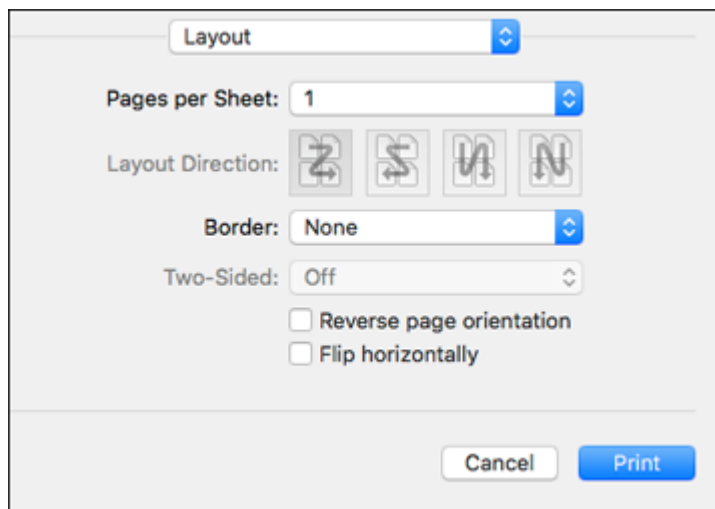 Layout
Pages per Sheet: 1
Layout Direction:
Border: None
Two-Sided: Off
Reverse page orientation
Flip horizontally
Cancel Print